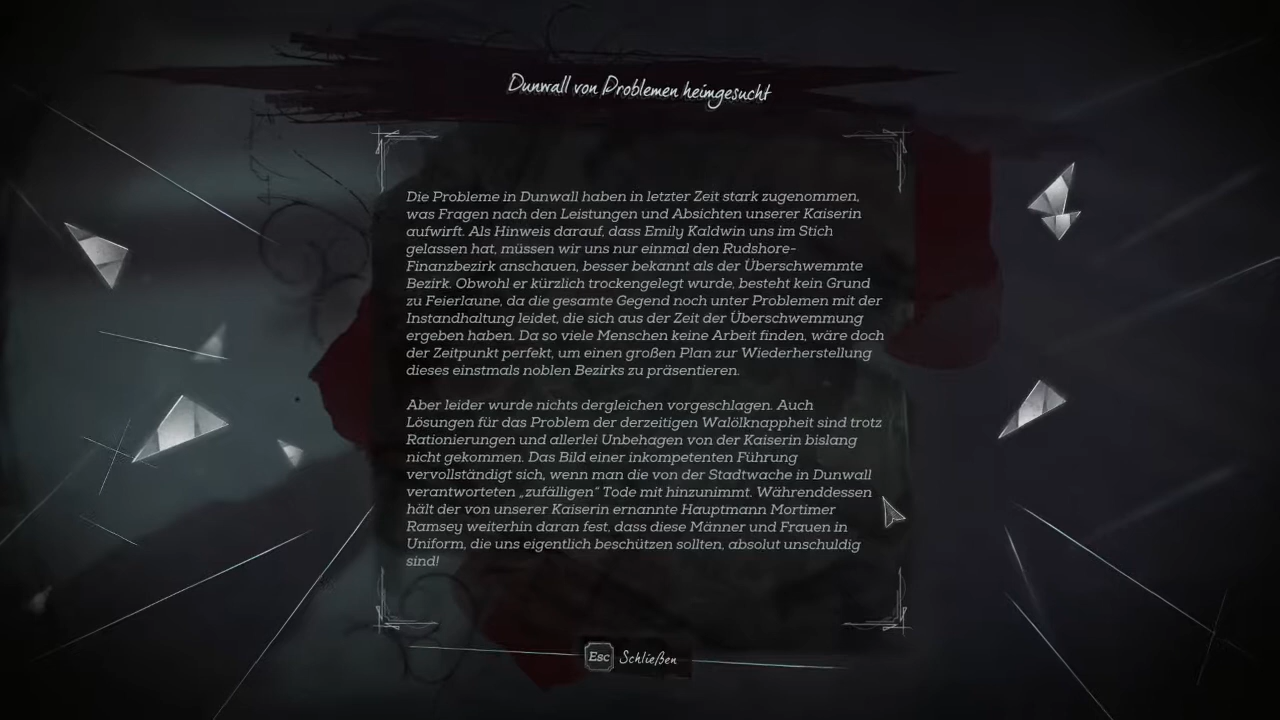 Dunwall von Problemen heimgesucht
Die Probleme in Dunwall haben in letzter Zeit stark zugenommen,
was Fragen nach den Leistungen und Absichten unserer Kaiserin
aufwirft. Als Hinweis darauf, dass Emily Kaldwin uns im Stich
gelassen hat, müssen wir uns nur einmal den Rudshore-
Finanzbezirk anschauen, besser bekannt als der Überschwemmte
Bezirk. Obwohl er kürzlich trockengelegt wurde, besteht kein Grund
zu Feierlaune, da die gesamte Gegend noch unter Problemen mit der
Instandhaltung leidet, die sich aus der Zeit der Überschwemmung
ergeben haben. Da so viele Menschen keine Arbeit finden, wäre doch
der Zeitpunkt perfekt, um einen großen Plan zur Wiederherstellung
dieses einstmals noblen Bezirks zu präsentieren.
Aber leider wurde nichts dergleichen vorgeschlagen. Auch
Lösungen für das Problem der derzeitigen Walölknappheit sind trotz
Rationierungen und allerlei Unbehagen von der Kaiserin bislang
nicht gekommen. Das Bild einer inkompetenten Führung
vervollständigt sich, wenn man die von der Stadtwache in Dunwall
verantworteten „zufälligen“ Tode mit hinzunimmt. Währenddessen
hält der von unserer Kaiserin ernannte Hauptmann Mortimer
Ramsey weiterhin daran fest, dass diese Männer und Frauen in
Uniform, die uns eigentlich beschützen sollten, absolut unschuldig
sind!
Esc Schließen